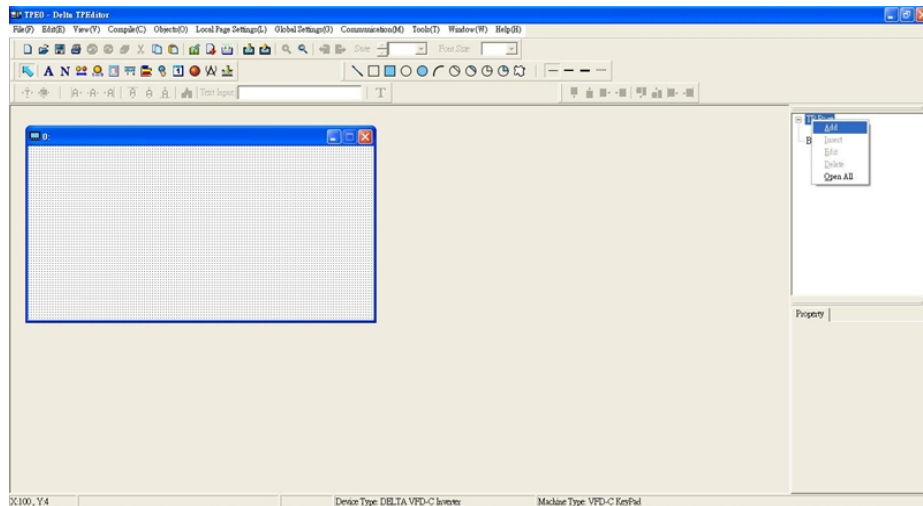 TPE0 - Delta TPEditor
File(F) Edit(E) View(V) Compile(C) Objects(O) Local Page Settings(L) Global Settings(G) Communication(M) Tools(T) Window(W) Help(H)
State Font Size
A N
Text Input T
0:
Add
Insert
Edit
Delete
Open All
Property
X:100, Y:4 Device Type: DELTA VFD-C Inverter Machine Type: VFD-C KeyPad